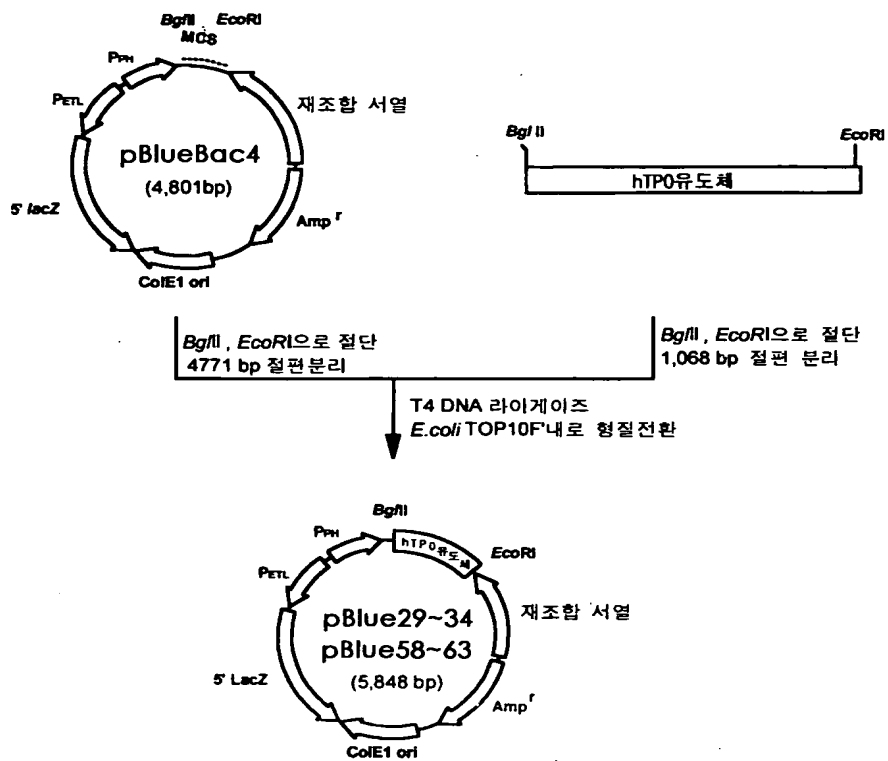 BglII EcoRI
MCS
PPH
PETL
재조합 서열
pBlueBac4
(4,801bp)
5' lacZ
Amp r
ColE1 ori
Bgl II
EcoRI
hTPO유도체
BglII , EcoRI으로 절단
4771 bp 절편분리
BglII , EcoRI으로 절단
1,068 bp 절편 분리
T4 DNA 라이게이즈
E.coli TOP10F'내로 형질전환
BglII
PPH
hTPO유도체
EcoRI
PETL
재조합 서열
pBlue29~34
pBlue58~63
(5,848 bp)
5' LacZ
Amp r
ColE1 ori